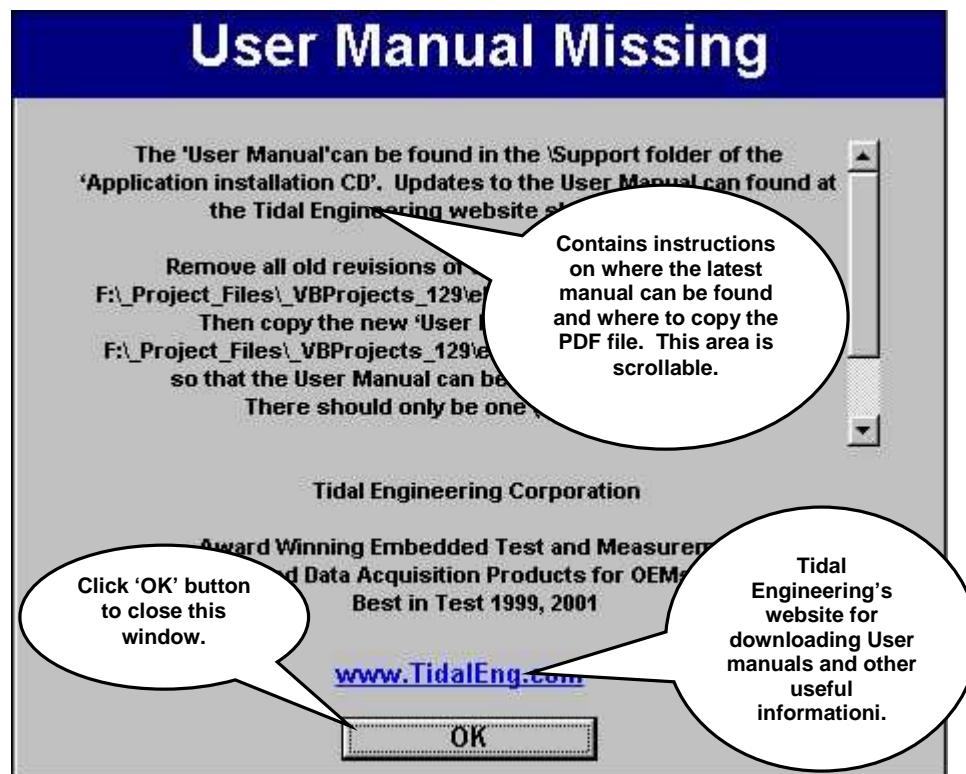 User Manual Missing
The 'User Manual'can be found in the \Support folder of the
‘Application installation CD’. Updates to the User Manual can found at
the Tidal Engineering website
Remove all old revisions of
F:\_Project_Files\_VBProjects_129\
Then copy the new ‘User
F:\_Project_Files\_VBProjects_129\
so that the User Manual can be
There should only be one
Contains instructions
on where the latest
manual can be found
and where to copy the
PDF file. This area is
scrollable.
Tidal Engineering Corporation
Award Winning Embedded Test and
Data Acquisition Products for OEMs
Best in Test 1999, 2001
Click ‘OK’ button
to close this
window.
Tidal
Engineering’s
website for
downloading User
manuals and other
useful
informationi.
www.TidalEng.com
OK